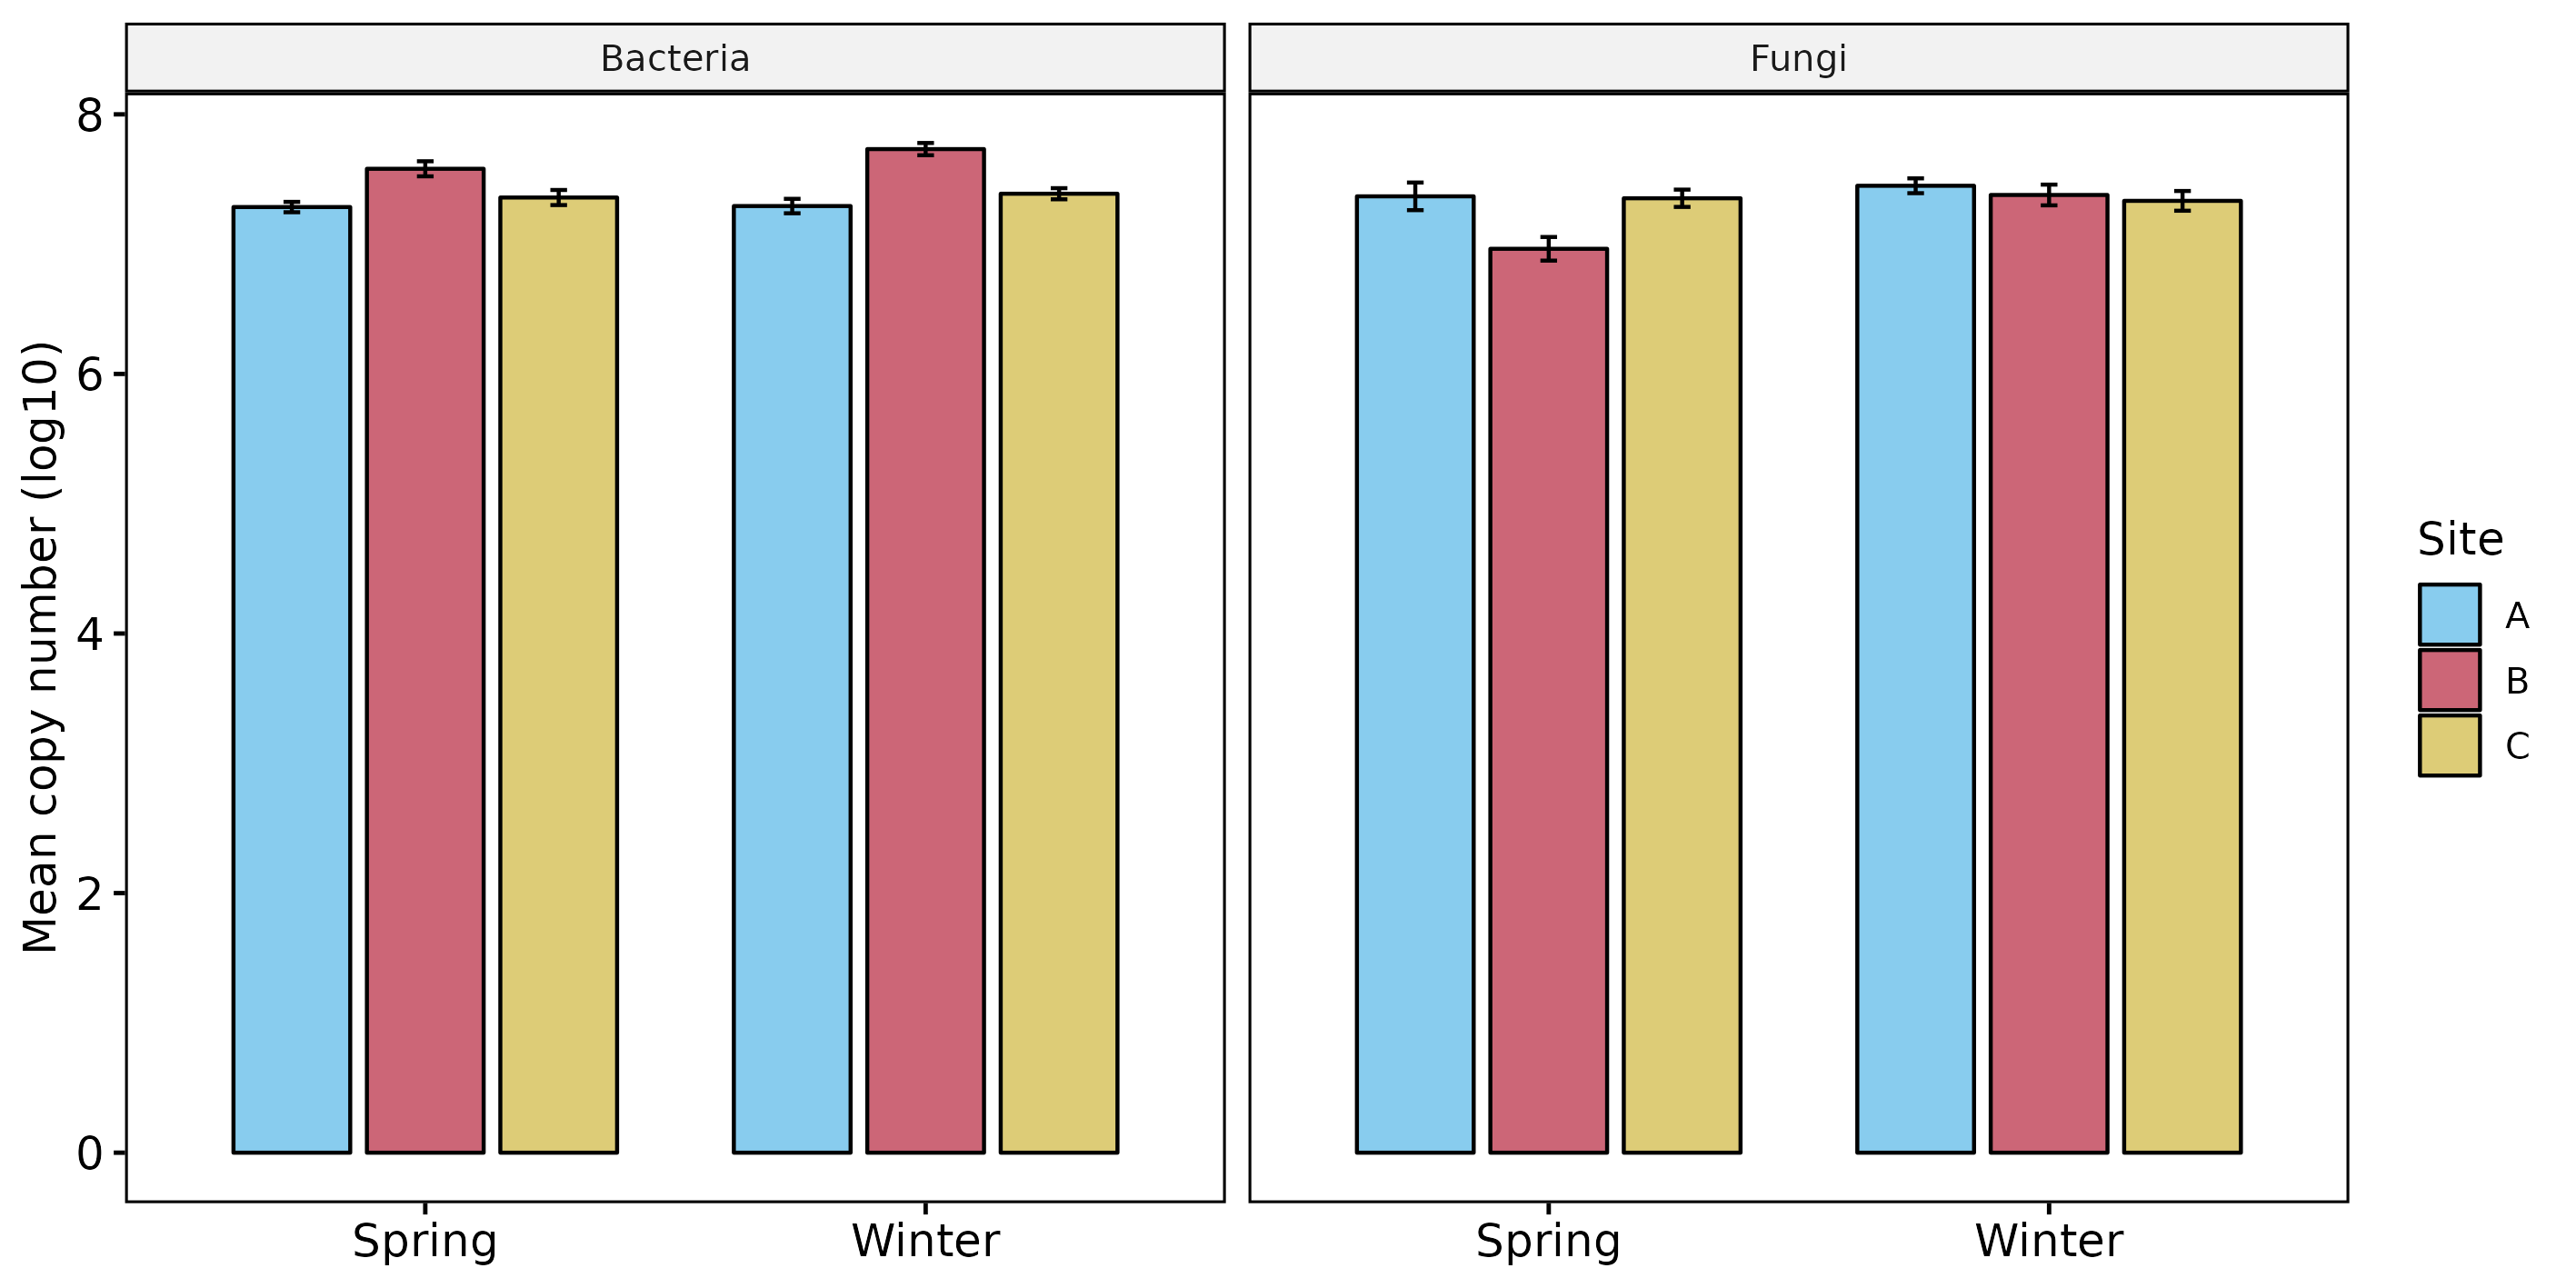 Bacteria
Fungi
Mean copy number (log10)
8
6
4
2
0
Spring
Winter
Spring
Winter
Site
A
B
C